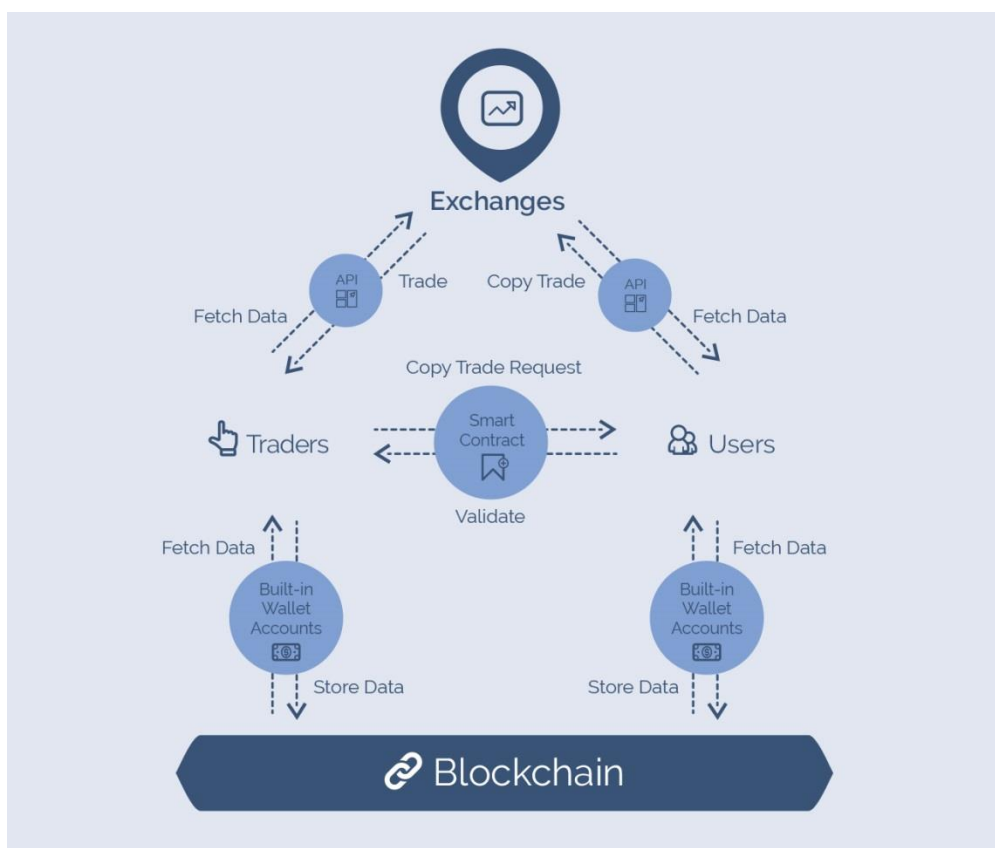 Exchanges
API
Trade
Copy Trade
API
Fetch Data
Fetch Data
Copy Trade Request
Smart
Contract
Traders
Users
Validate
Fetch Data
Fetch Data
Built-in
Wallet
Accounts
Built-in
Wallet
Accounts
Store Data
Store Data
Blockchain